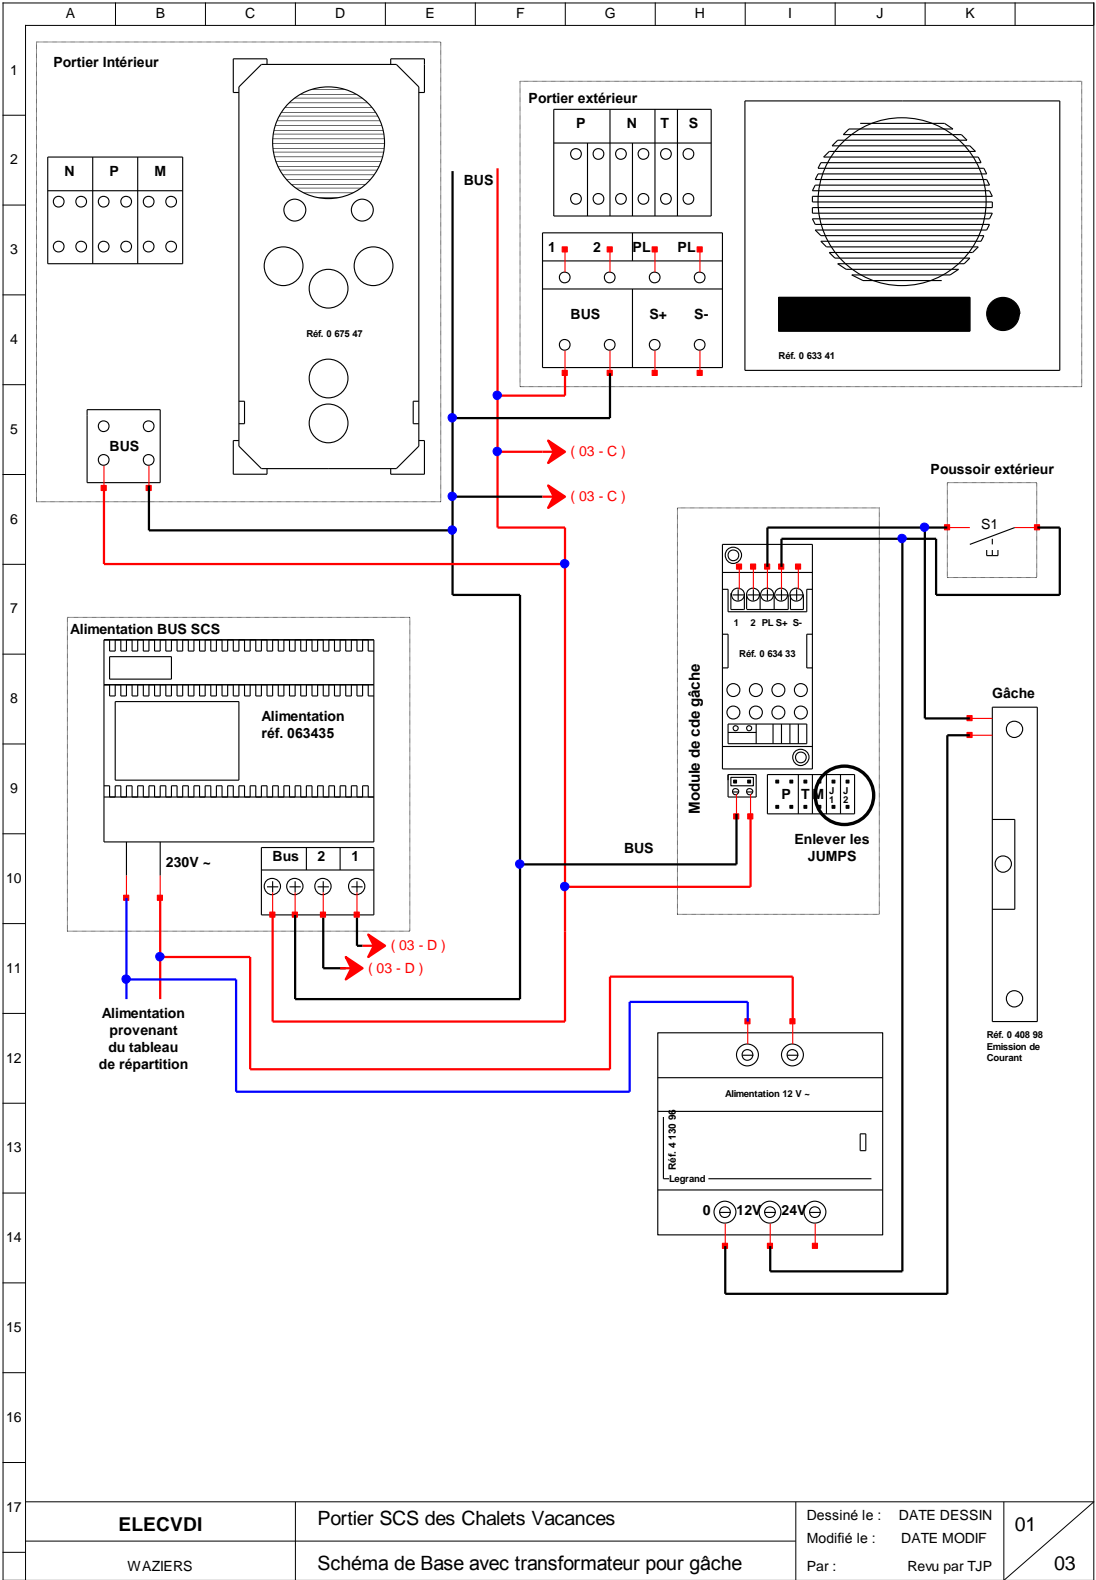 A B C D E F G H I J K
1
2
3
4
5
6
7
8
9
10
11
12
13
14
15
16
17
Portier Intérieur
N P M
Réf. 0 675 47
BUS
BUS
Portier extérieur
P N T S
1 2 PL PL
BUS S+ S-
Réf. 0 633 41
( 03 - C )
( 03 - C )
Poussoir extérieur
S1
E
Alimentation BUS SCS
Alimentation
réf. 063435
230V ~
Bus 2 1
( 03 - D )
( 03 - D )
Alimentation
provenant
du tableau
de répartition
Module de cde gâche
1 2 PL S+ S-
Réf. 0 634 33
P T M J1 J2
Enlever les
JUMPS
BUS
Gâche
Réf. 0 408 98
Emission de
Courant
Alimentation 12 V ~
Réf. 4 130 96
Legrand
0 12V 24V
ELECVDI
WAZIERS
Portier SCS des Chalets Vacances
Schéma de Base avec transformateur pour gâche
Dessiné le : DATE DESSIN
Modifié le : DATE MODIF
Par : Revu par TJP
01
03